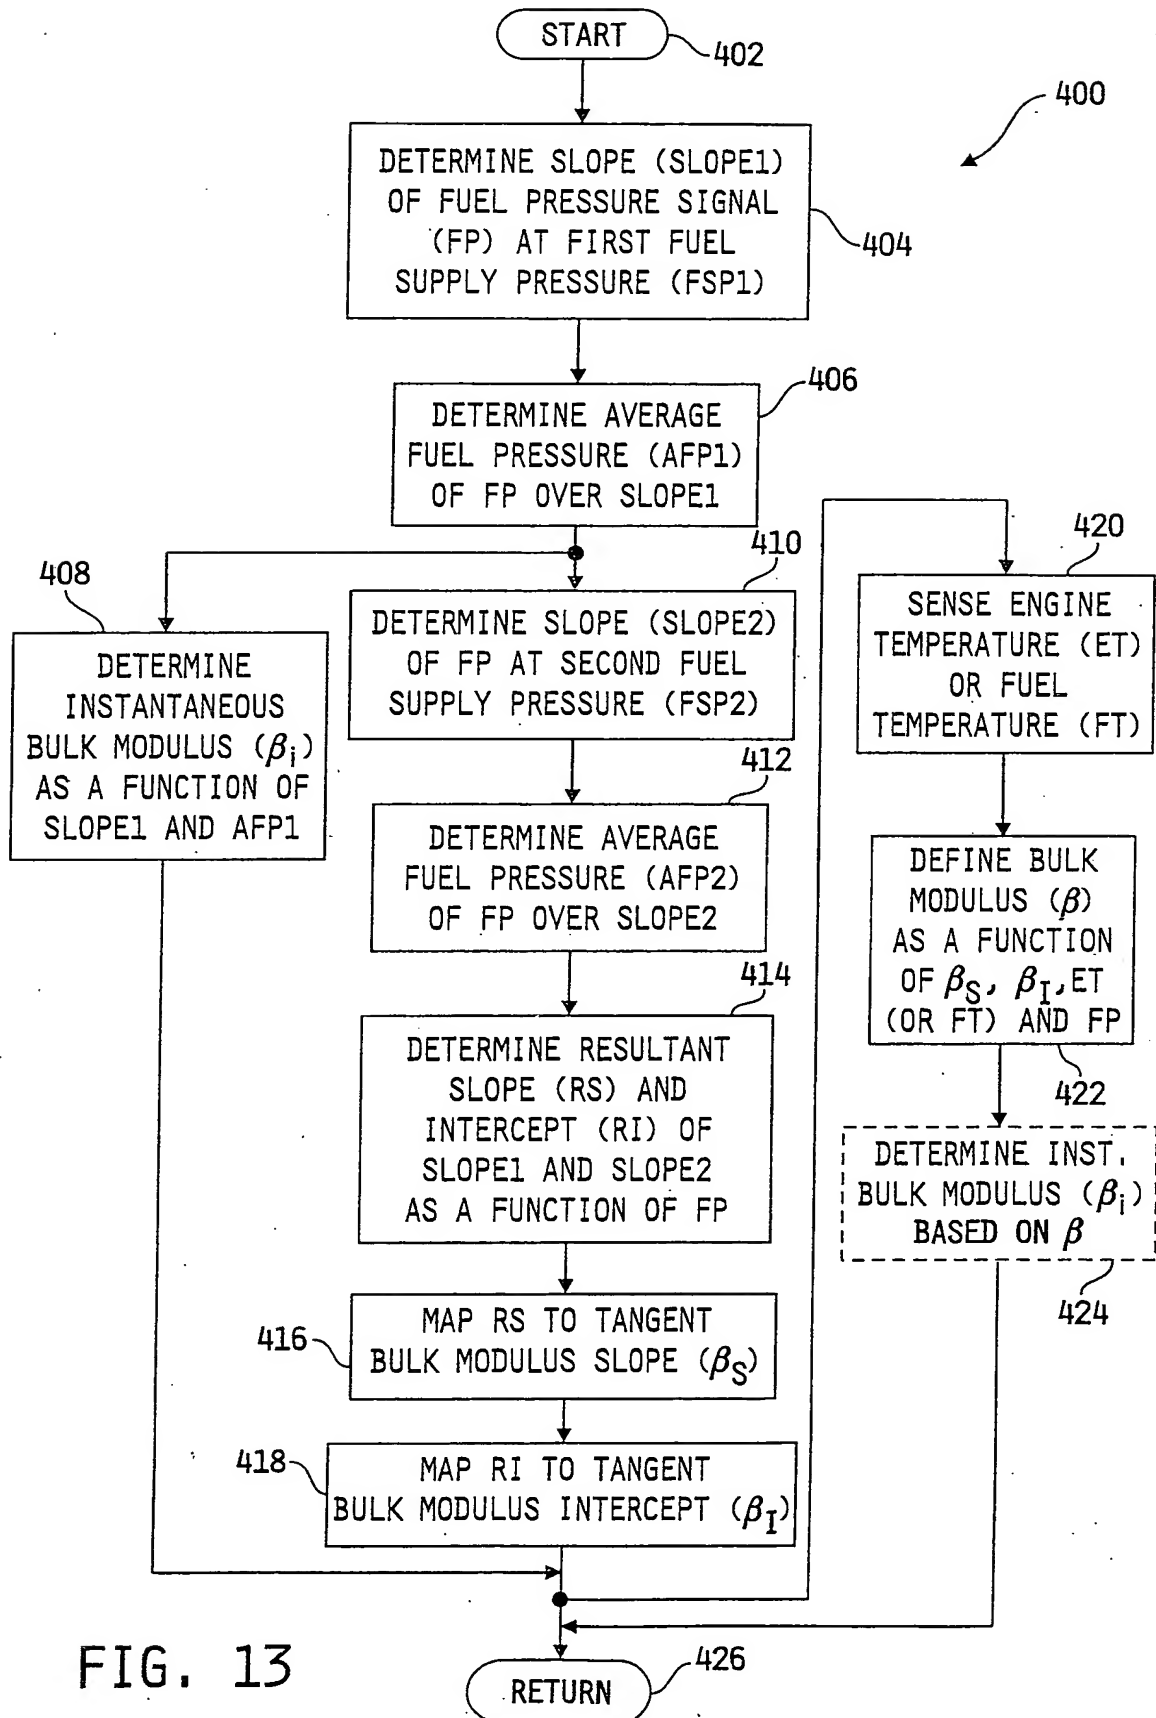 START
402
400
DETERMINE SLOPE (SLOPE1)
OF FUEL PRESSURE SIGNAL
(FP) AT FIRST FUEL
SUPPLY PRESSURE (FSP1)
404
406
DETERMINE AVERAGE
FUEL PRESSURE (AFP1)
OF FP OVER SLOPE1
408
DETERMINE
INSTANTANEOUS
BULK MODULUS (βi)
AS A FUNCTION OF
SLOPE1 AND AFP1
410
DETERMINE SLOPE (SLOPE2)
OF FP AT SECOND FUEL
SUPPLY PRESSURE (FSP2)
412
DETERMINE AVERAGE
FUEL PRESSURE (AFP2)
OF FP OVER SLOPE2
414
DETERMINE RESULTANT
SLOPE (RS) AND
INTERCEPT (RI) OF
SLOPE1 AND SLOPE2
AS A FUNCTION OF FP
416
MAP RS TO TANGENT
BULK MODULUS SLOPE (βS)
418
MAP RI TO TANGENT
BULK MODULUS INTERCEPT (βI)
420
SENSE ENGINE
TEMPERATURE (ET)
OR FUEL
TEMPERATURE (FT)
DEFINE BULK
MODULUS (β)
AS A FUNCTION
OF βS, βI, ET
(OR FT) AND FP
422
DETERMINE INST.
BULK MODULUS (βi)
BASED ON β
424
RETURN
426
FIG. 13